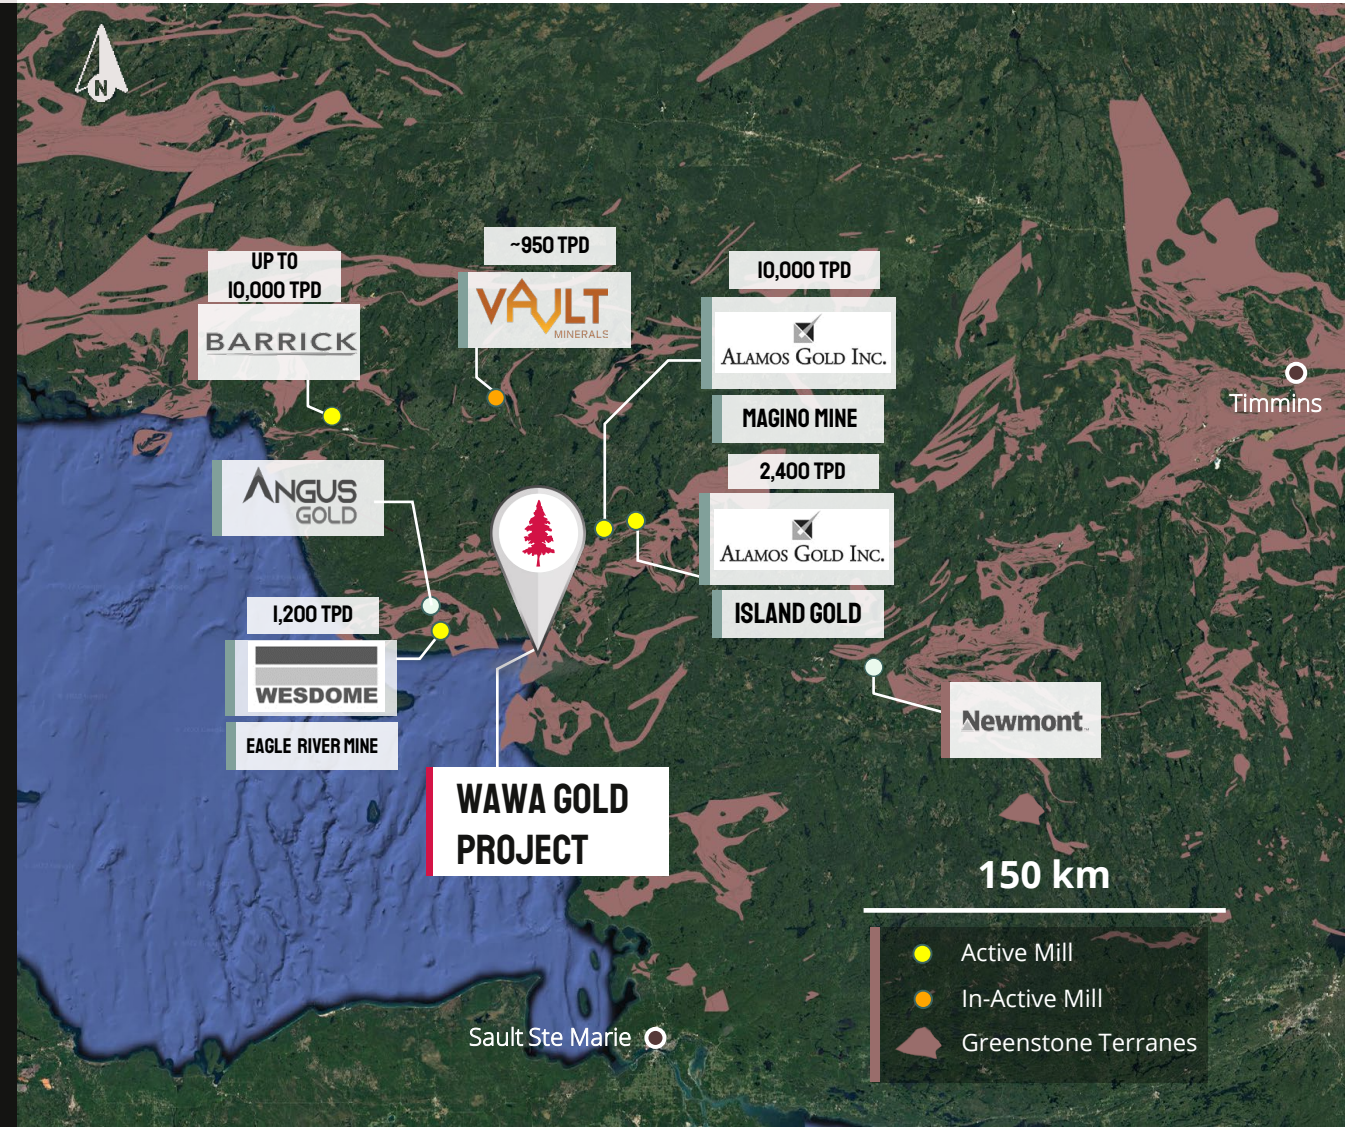 N
UP TO
10,000 TPD
BARRICK
~950 TPD
VAULT
MINERALS
10,000 TPD
ALAMOS GOLD INC.
MAGINO MINE
2,400 TPD
ALAMOS GOLD INC.
ISLAND GOLD
Timmins
ANGUS
GOLD
1,200 TPD
WESDOME
EAGLE RIVER MINE
Newmont
WAWA GOLD
PROJECT
150 km
Active Mill
In-Active Mill
Greenstone Terranes
Sault Ste Marie